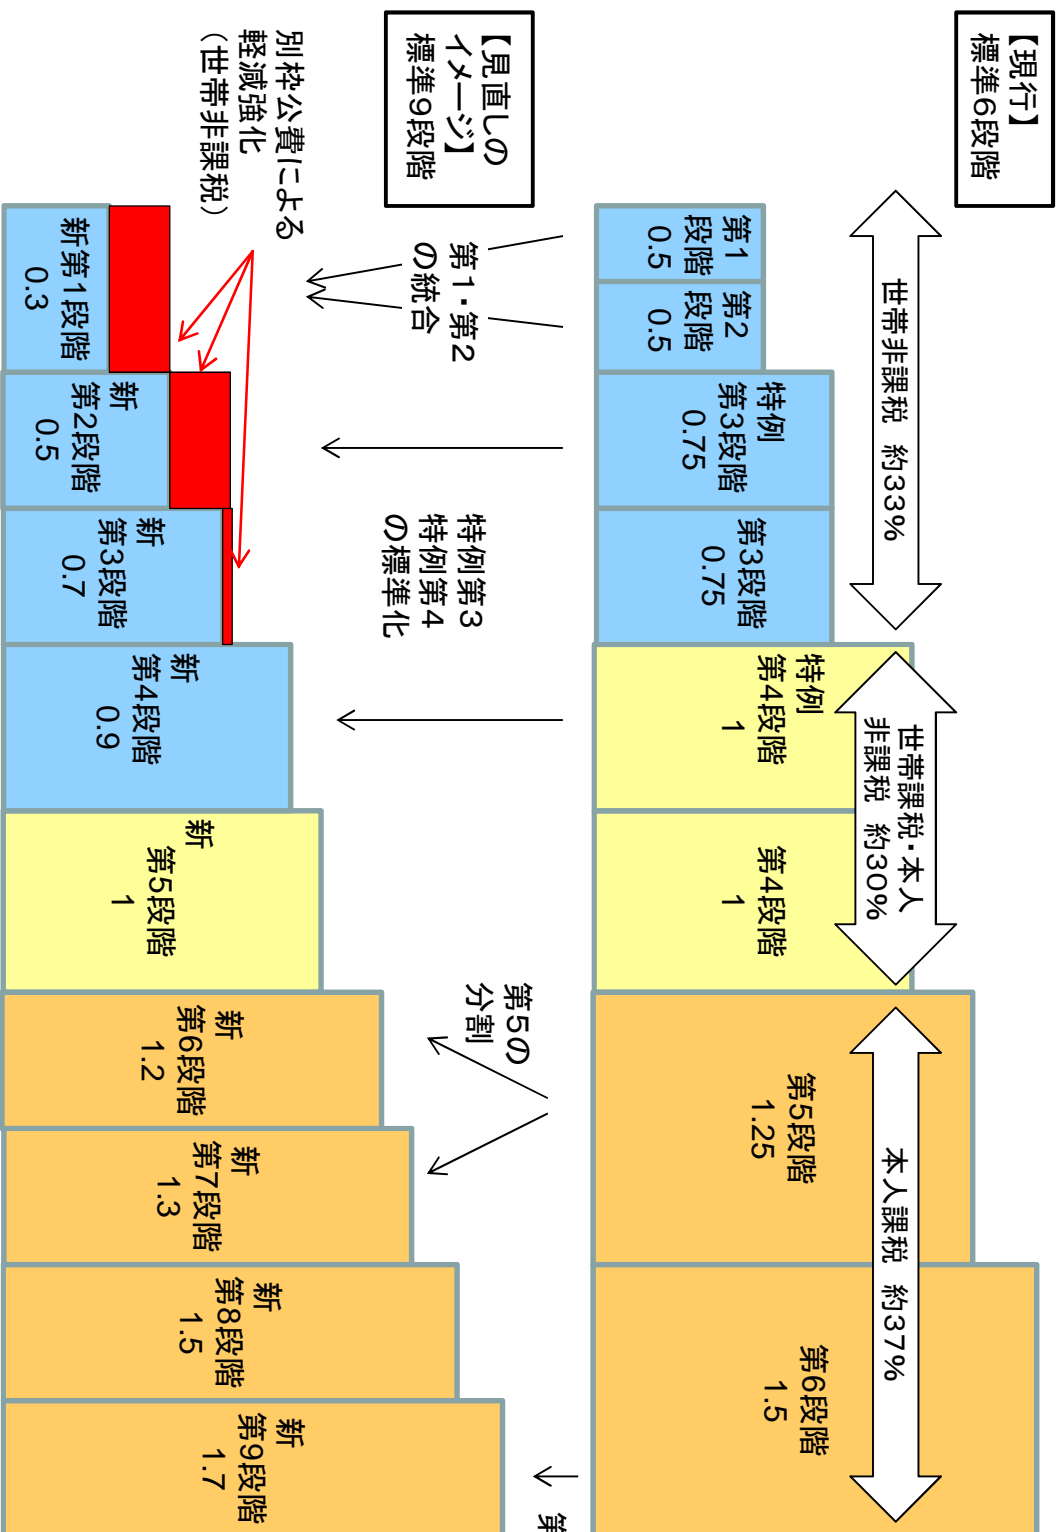 【現行】
標準6段階
世帯非課税 約33%
世帯課税・本人
非課税 約30%
本人課税 約37%
第1
段階
0.5
第2
段階
0.5
特例
第3段階
0.75
第3段階
0.75
特例
第4段階
1
第4段階
1
第5段階
1.25
第6段階
1.5
【見直しの
イメージ】
標準9段階
第1・第2
の統合
特例第3
特例第4
の標準化
第5の
分割
第
別枠公費による
軽減強化
(世帯非課税)
新第1段階
0.3
新
第2段階
0.5
新
第3段階
0.7
新
第4段階
0.9
新
第5段階
1
新
第6段階
1.2
新
第7段階
1.3
新
第8段階
1.5
新
第9段階
1.7